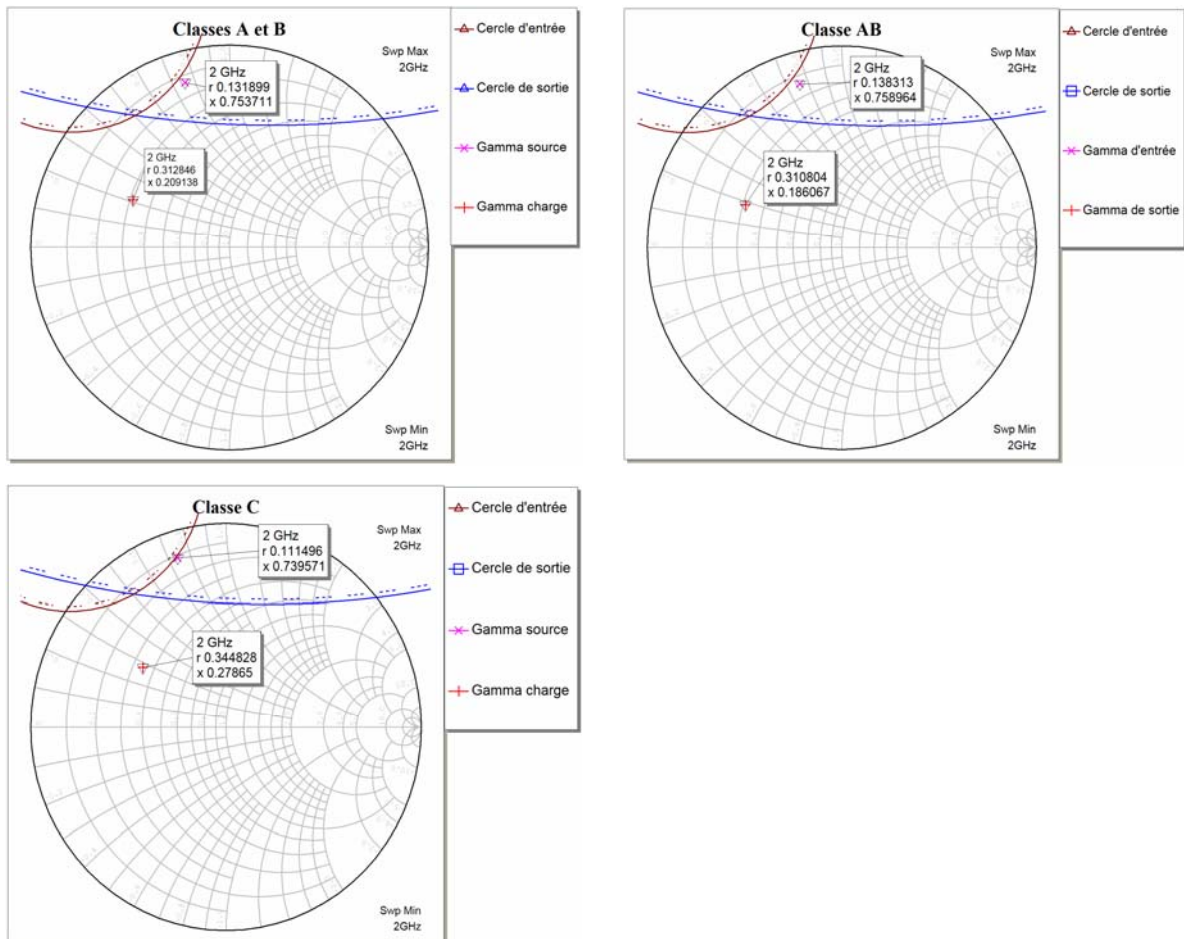 Classes A et B
Swp Max
2GHz
2 GHz
r 0.131899
x 0.753711
2 GHz
r 0.312846
x 0.209138
Swp Min
2GHz
Cercle d'entrée
Cercle de sortie
Gamma source
Gamma charge
Classe AB
Swp Max
2GHz
2 GHz
r 0.138313
x 0.758964
2 GHz
r 0.310804
x 0.186067
Swp Min
2GHz
Cercle d'entrée
Cercle de sortie
Gamma d'entrée
Gamma de sortie
Classe C
Swp Max
2GHz
2 GHz
r 0.111496
x 0.739571
2 GHz
r 0.344828
x 0.27865
Swp Min
2GHz
Cercle d'entrée
Cercle de sortie
Gamma source
Gamma charge